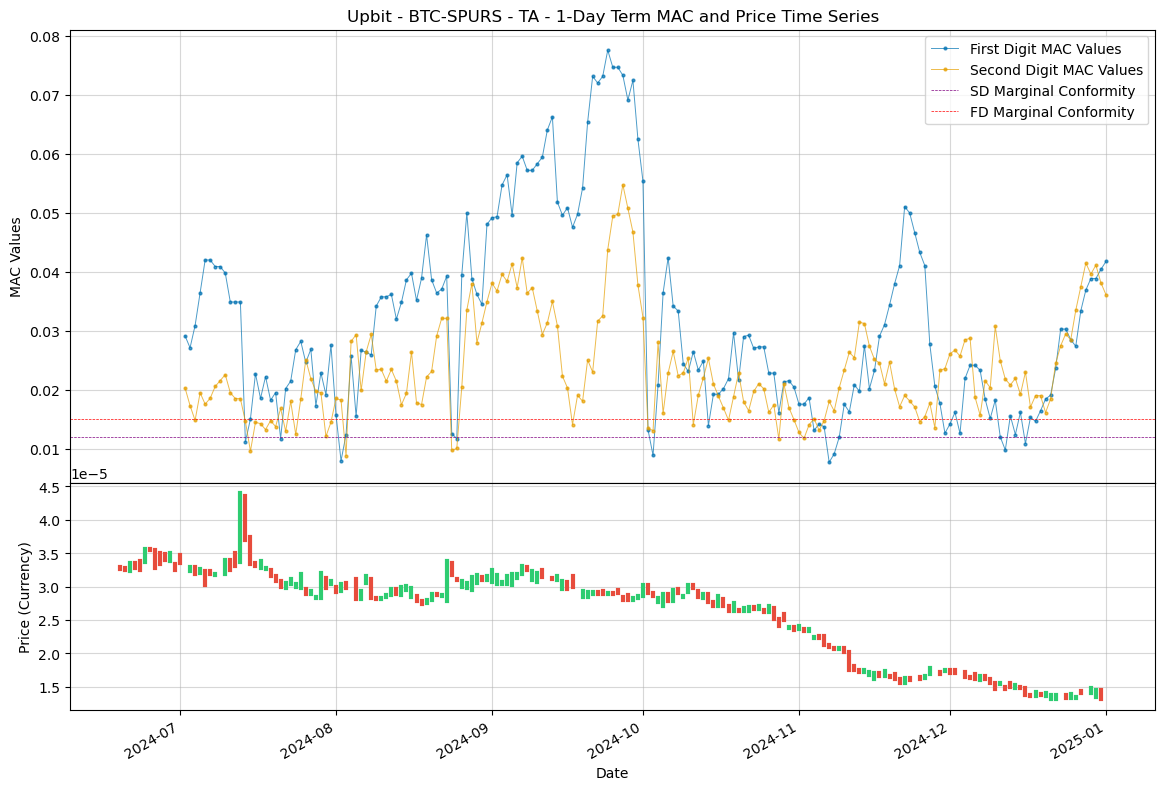 Upbit - BTC-SPURS - TA - 1-Day Term MAC and Price Time Series
First Digit MAC Values
Second Digit MAC Values
SD Marginal Conformity
FD Marginal Conformity
MAC Values
0.08
0.07
0.06
0.05
0.04
0.03
0.02
0.01
1e−5
Price (Currency)
4.5
4.0
3.5
3.0
2.5
2.0
1.5
2024-07
2024-08
2024-09
2024-10
2024-11
2024-12
2025-01
Date